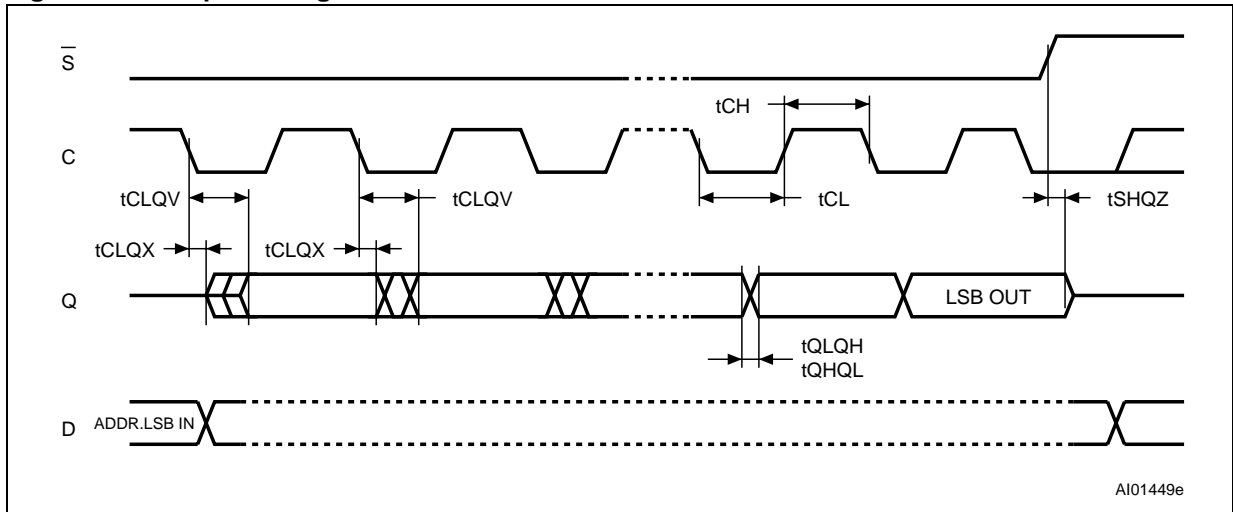 S
tCH
C
tCLQV
tCLQV
tCL
tSHQZ
tCLQX
tCLQX
Q
LSB OUT
tQLQH
tQHQL
D
ADDR.LSB IN
AI01449e